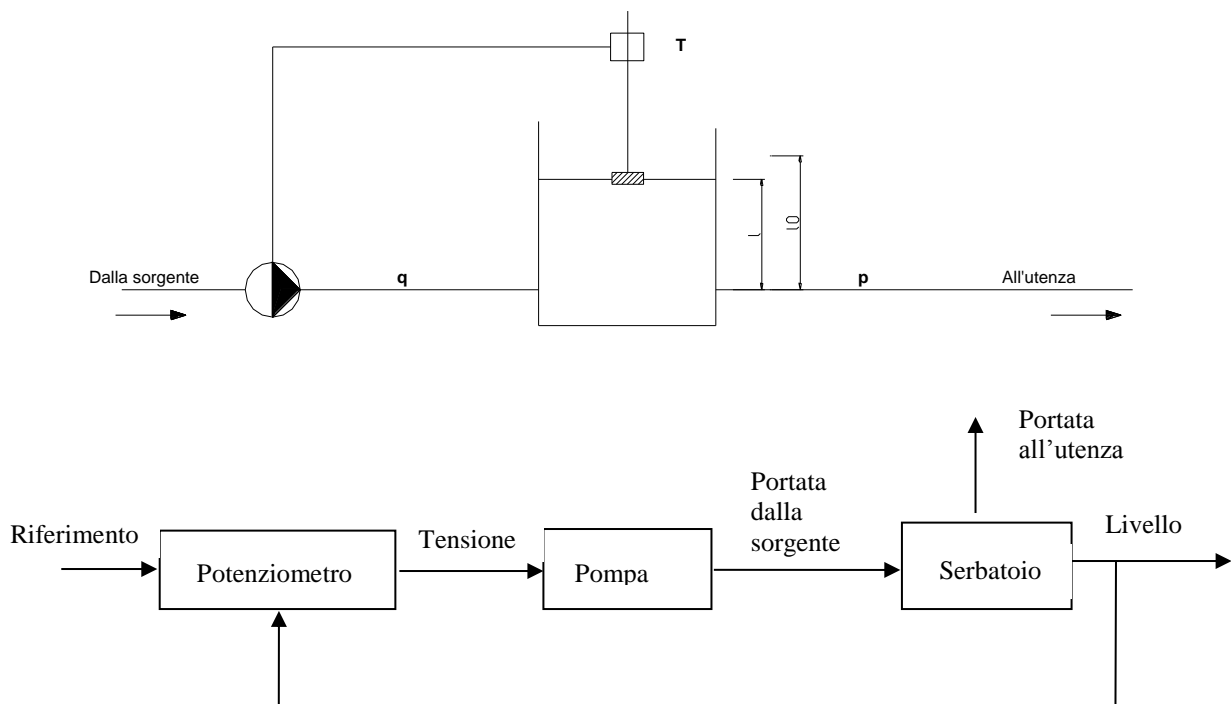 T
l
l0
Dalla sorgente
q
p
All'utenza
Portata
all’utenza
Portata
dalla
sorgente
Riferimento
Tensione
Livello
Potenziometro
Pompa
Serbatoio